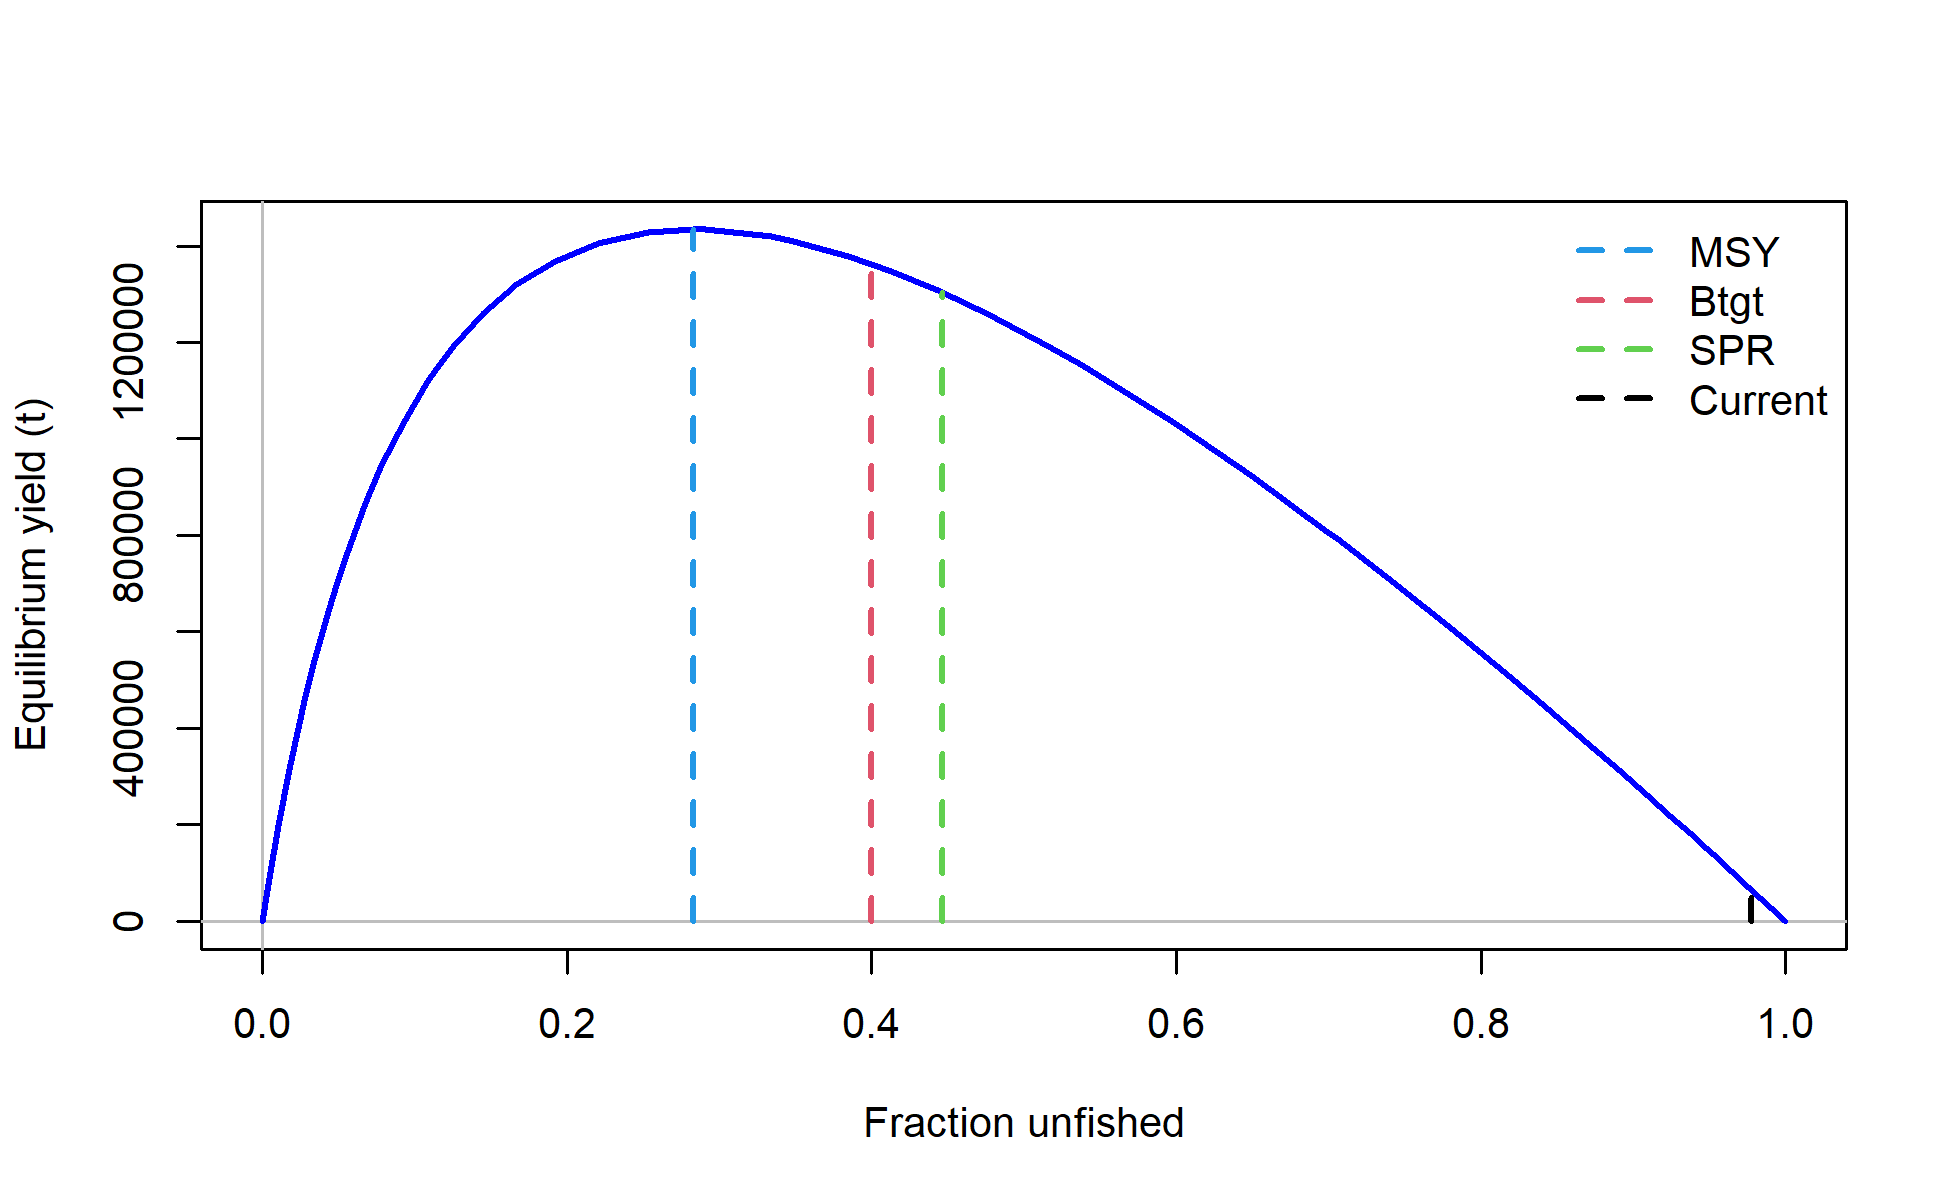 Equilibrium yield (t)
1200000
800000
400000
0
MSY
Btgt
SPR
Current
0.0 0.2 0.4 0.6 0.8 1.0
Fraction unfished